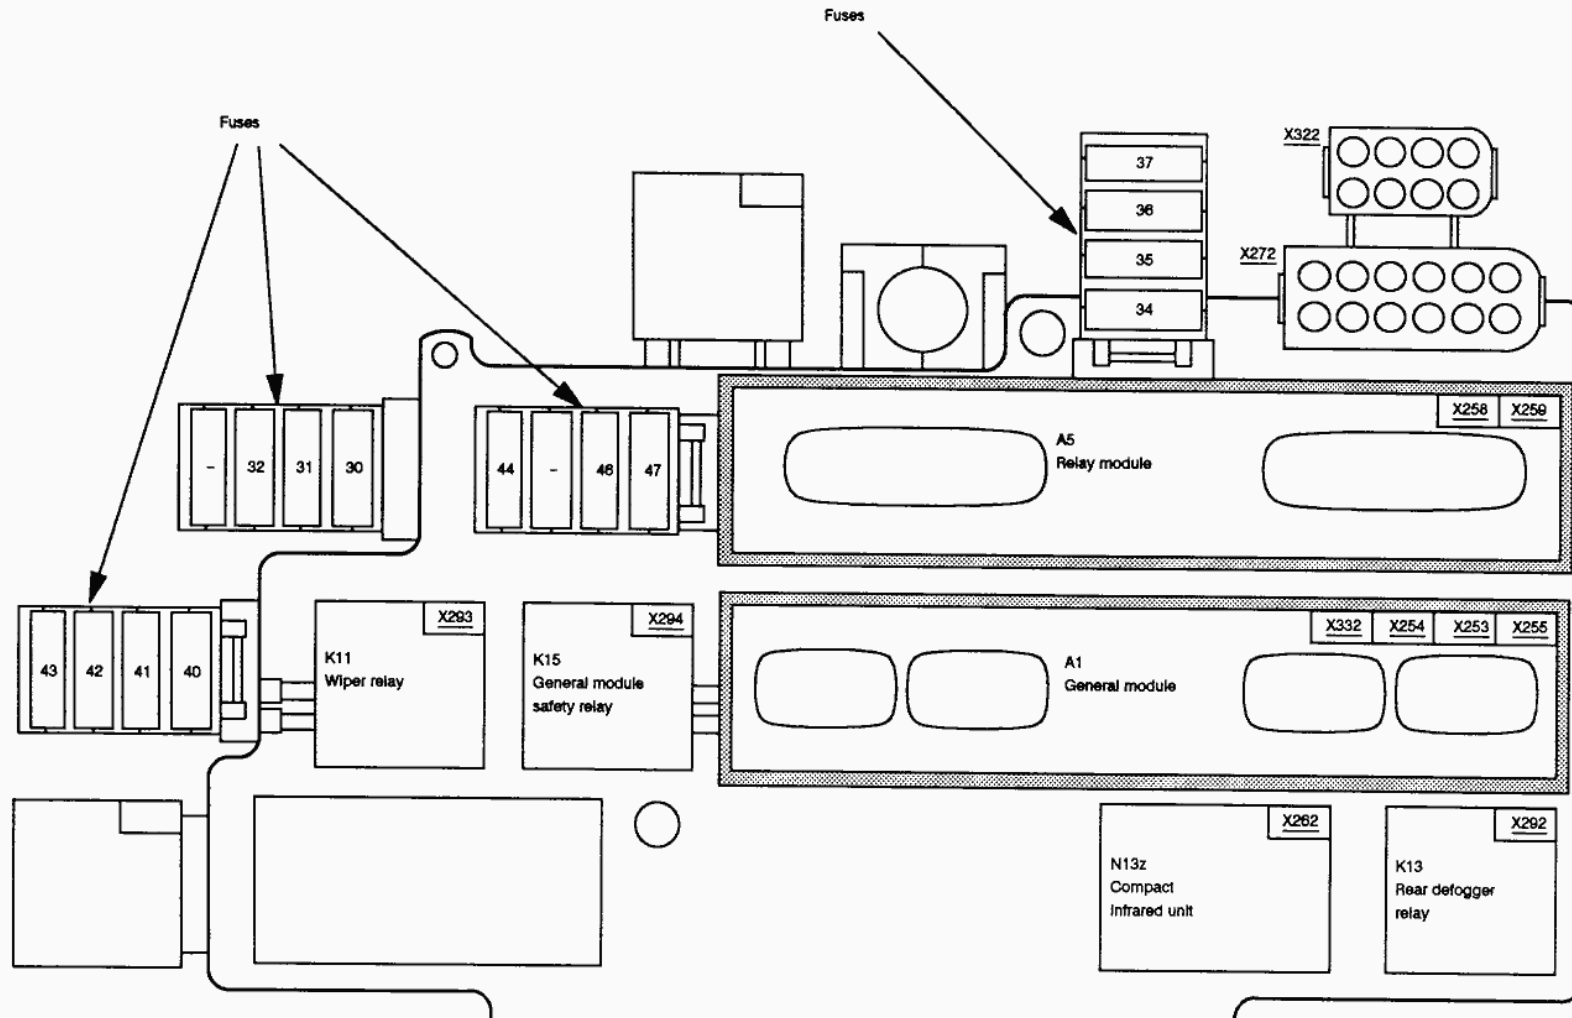 Fuses
Fuses
37
36
35
34
X322
X272
– 32 31 30
44 – 46 47
X258 X259
A5
Relay module
43 42 41 40
X293
K11
Wiper relay
X294
K15
General module
safety relay
X332 X254 X253 X255
A1
General module
X262
N13z
Compact
infrared unit
X292
K13
Rear defogger
relay